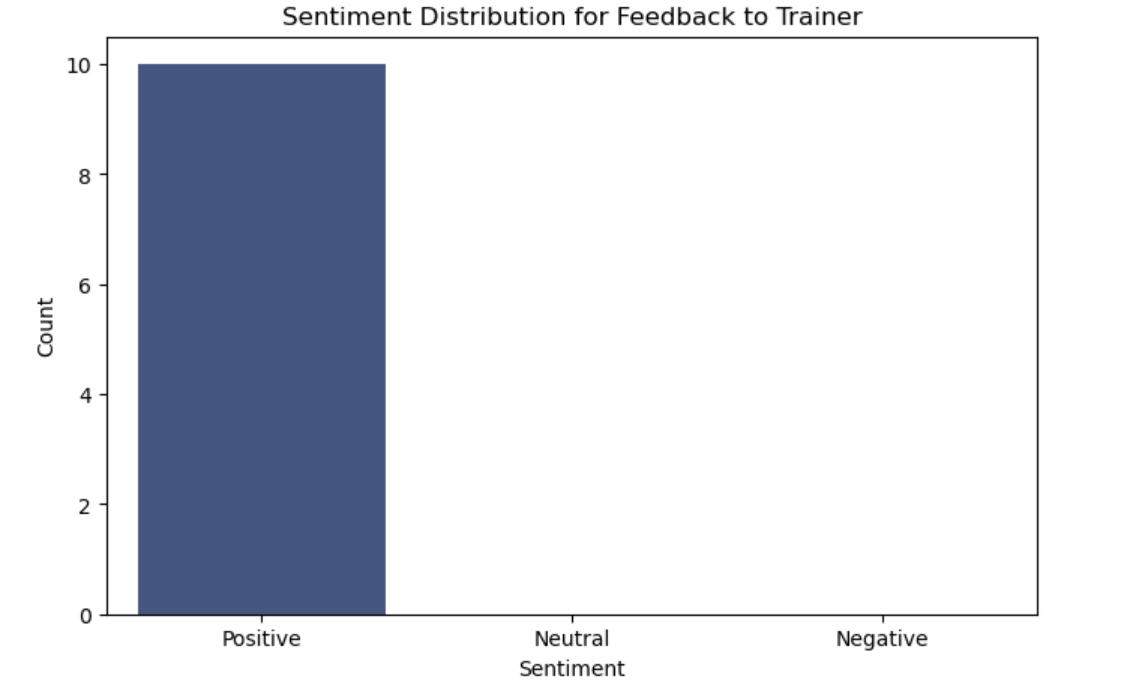 Sentiment Distribution for Feedback to Trainer
10
8
6
4
2
0
Count
Positive Neutral Negative
Sentiment